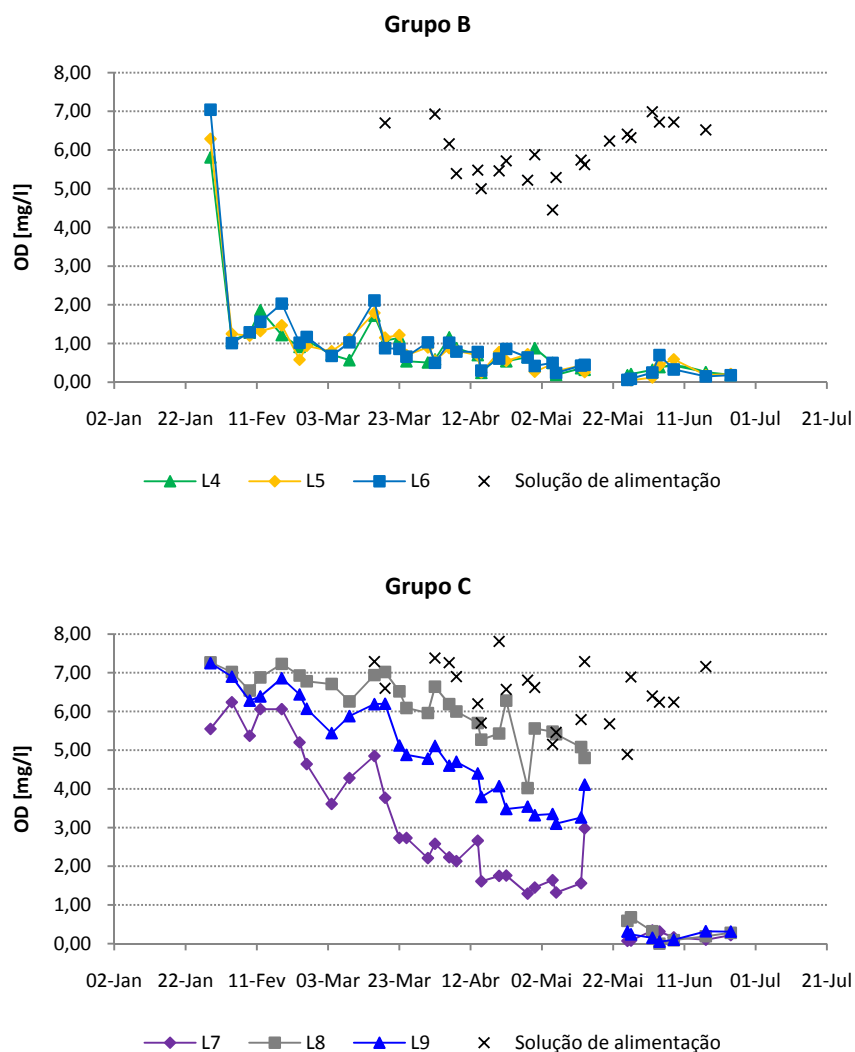 Grupo B
8,00
7,00
6,00
5,00
4,00
3,00
2,00
1,00
0,00
OD [mg/l]
02-Jan 22-Jan 11-Fev 03-Mar 23-Mar 12-Abr 02-Mai 22-Mai 11-Jun 01-Jul 21-Jul
L4 L5 L6 Solução de alimentação
Grupo C
8,00
7,00
6,00
5,00
4,00
3,00
2,00
1,00
0,00
OD [mg/l]
02-Jan 22-Jan 11-Fev 03-Mar 23-Mar 12-Abr 02-Mai 22-Mai 11-Jun 01-Jul 21-Jul
L7 L8 L9 Solução de alimentação